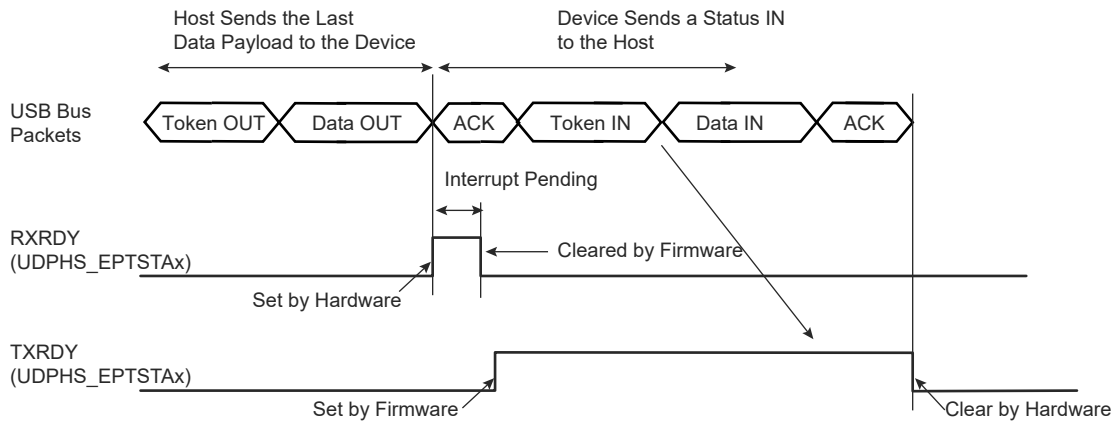 Host Sends the Last
Data Payload to the Device
Device Sends a Status IN
to the Host
USB Bus
Packets
Token OUT
Data OUT
ACK
Token IN
Data IN
ACK
Interrupt Pending
RXRDY
(UDPHS_EPTSTAx)
Cleared by Firmware
Set by Hardware
TXRDY
(UDPHS_EPTSTAx)
Set by Firmware
Clear by Hardware